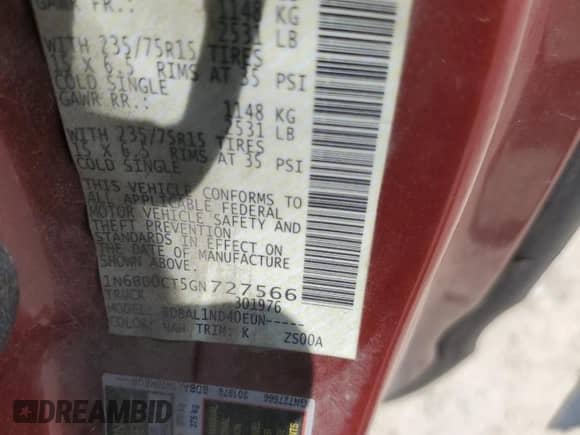 GAWR FR.:
1148 KG
2531 LB
WITH 235/75R15 TIRES
15 X 6.5 RIMS AT 35 PSI
COLD SINGLE
GAWR RR.:
1148 KG
2531 LB
WITH 235/75R15 TIRES
15 X 6.5 RIMS AT 35 PSI
COLD SINGLE
THIS VEHICLE CONFORMS TO
ALL APPLICABLE FEDERAL
MOTOR VEHICLE SAFETY AND
THEFT PREVENTION
STANDARDS IN EFFECT ON
THE DATE OF MANUFACTURE
SHOWN ABOVE.
1N6BD0CT5GN727566
TRUCK 301976
MODEL: BDBAL1ND40EUN-----
COLOR: NAH TRIM: K ZS00A
301976
DREAMBID